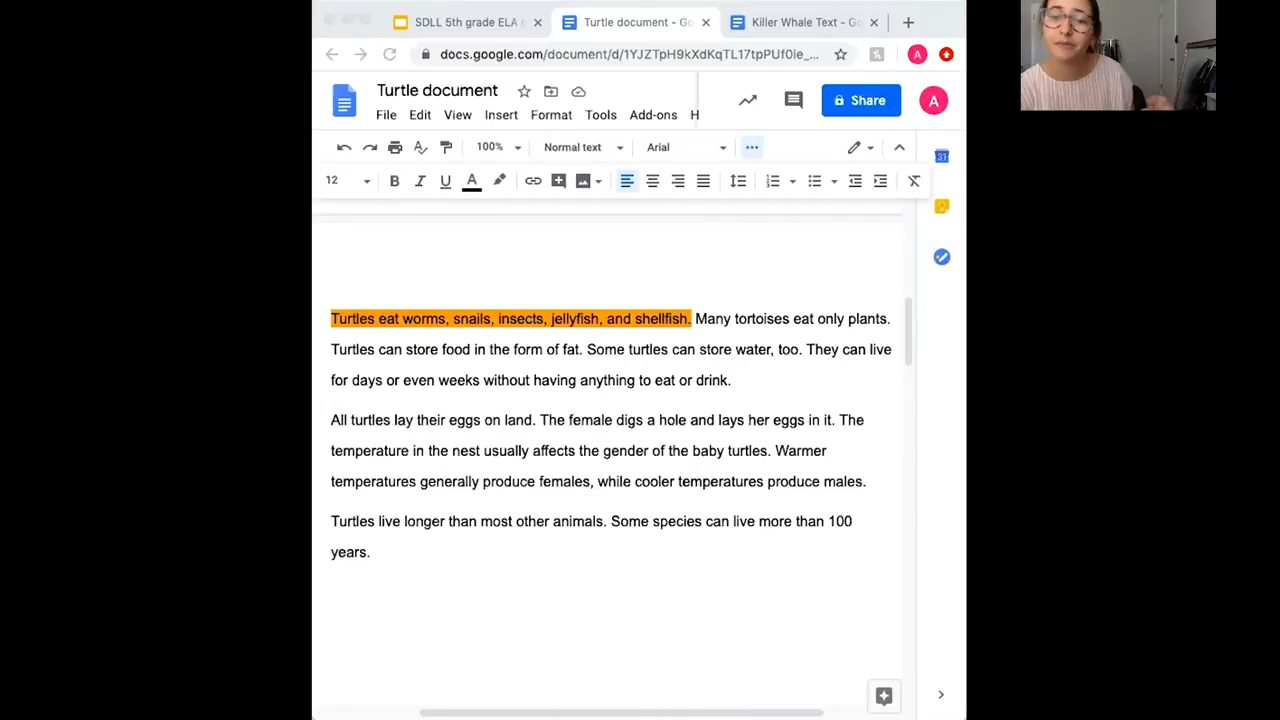 SDLL 5th grade ELA
Turtle document - Go
Killer Whale Text - Go
docs.google.com/document/d/1YJZTpH9kXdKqTL17tpPUf0ie_...
A
Turtle document
Share
A
File Edit View Insert Format Tools Add-ons H
100% Normal text Arial
12 B I U A
31
Turtles eat worms, snails, insects, jellyfish, and shellfish. Many tortoises eat only plants.
Turtles can store food in the form of fat. Some turtles can store water, too. They can live
for days or even weeks without having anything to eat or drink.
All turtles lay their eggs on land. The female digs a hole and lays her eggs in it. The
temperature in the nest usually affects the gender of the baby turtles. Warmer
temperatures generally produce females, while cooler temperatures produce males.
Turtles live longer than most other animals. Some species can live more than 100
years.